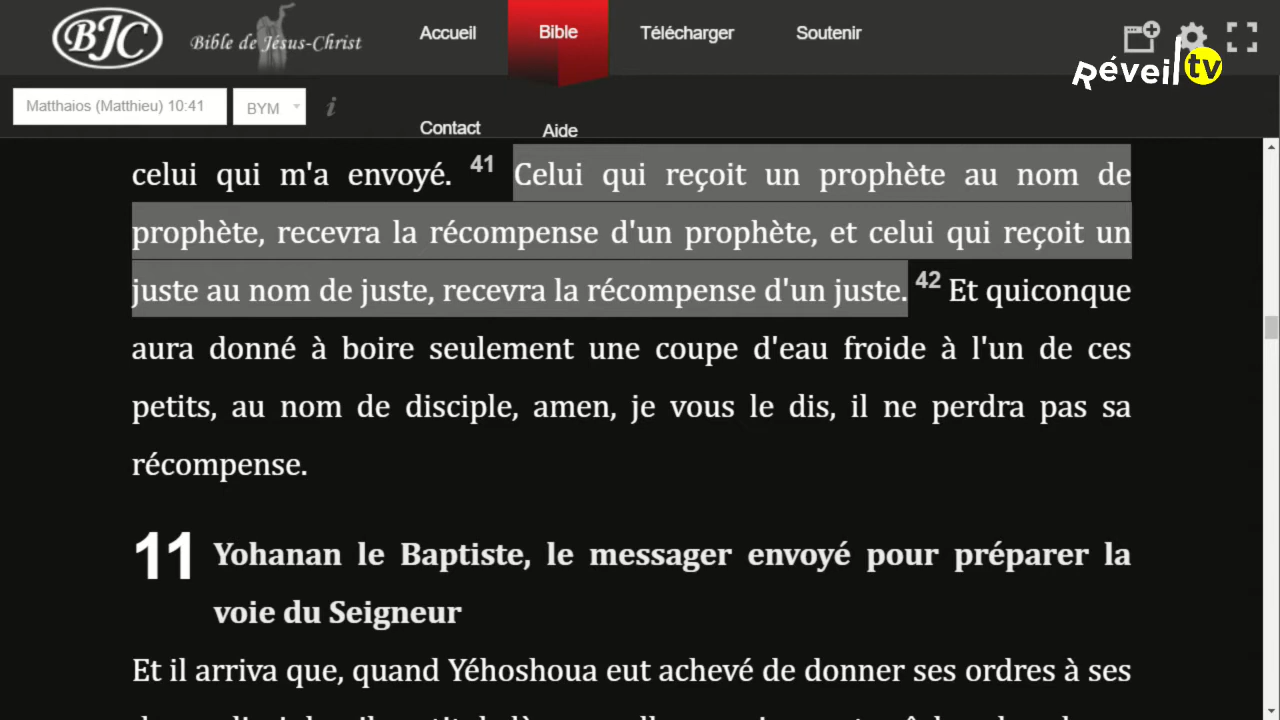 BJC
Bible de Jésus-Christ
Accueil
Bible
Télécharger
Soutenir
Réveil tv
Matthaios (Matthieu) 10:41
BYM
i
Contact
Aide
celui qui m'a envoyé. 41 Celui qui reçoit un prophète au nom de
prophète, recevra la récompense d'un prophète, et celui qui reçoit un
juste au nom de juste, recevra la récompense d'un juste. 42 Et quiconque
aura donné à boire seulement une coupe d'eau froide à l'un de ces
petits, au nom de disciple, amen, je vous le dis, il ne perdra pas sa
récompense.
11 Yohanan le Baptiste, le messager envoyé pour préparer la
voie du Seigneur
Et il arriva que, quand Yéhoshoua eut achevé de donner ses ordres à ses